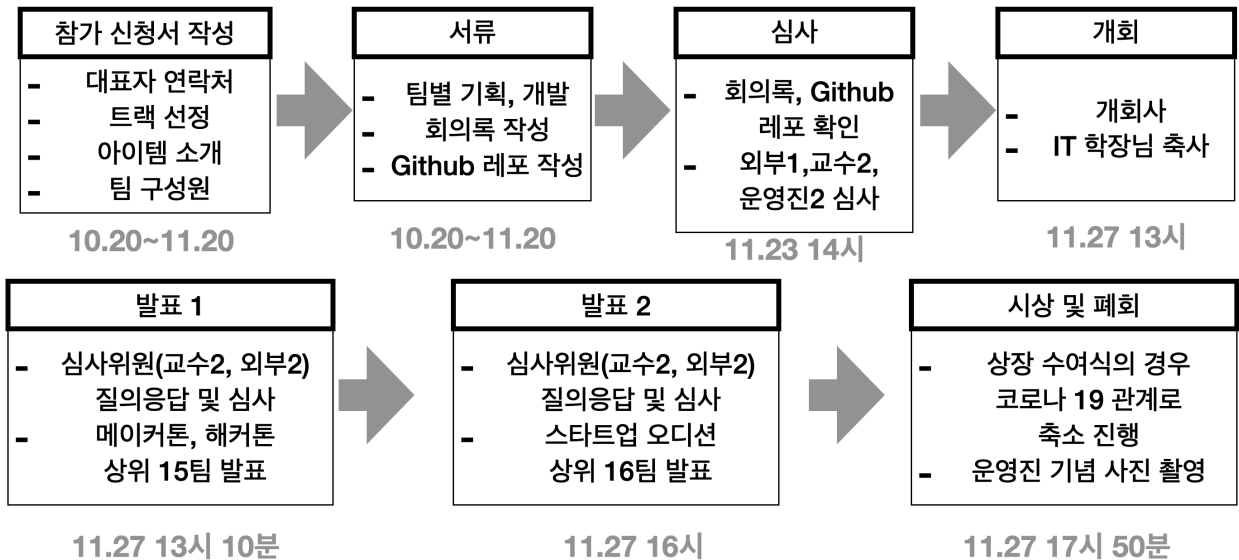 참가 신청서 작성
- 대표자 연락처
- 트랙 선정
- 아이템 소개
- 팀 구성원
10.20~11.20
서류
- 팀별 기획, 개발
- 회의록 작성
- Github 레포 작성
10.20~11.20
심사
- 회의록, Github
레포 확인
- 외부1,교수2,
운영진2 심사
11.23 14시
개회
- 개회사
- IT 학장님 축사
11.27 13시
발표 1
- 심사위원(교수2, 외부2)
질의응답 및 심사
- 메이커톤, 해커톤
상위 15팀 발표
11.27 13시 10분
발표 2
- 심사위원(교수2, 외부2)
질의응답 및 심사
- 스타트업 오디션
상위 16팀 발표
11.27 16시
시상 및 폐회
- 상장 수여식의 경우
코로나 19 관계로
축소 진행
- 운영진 기념 사진 촬영
11.27 17시 50분